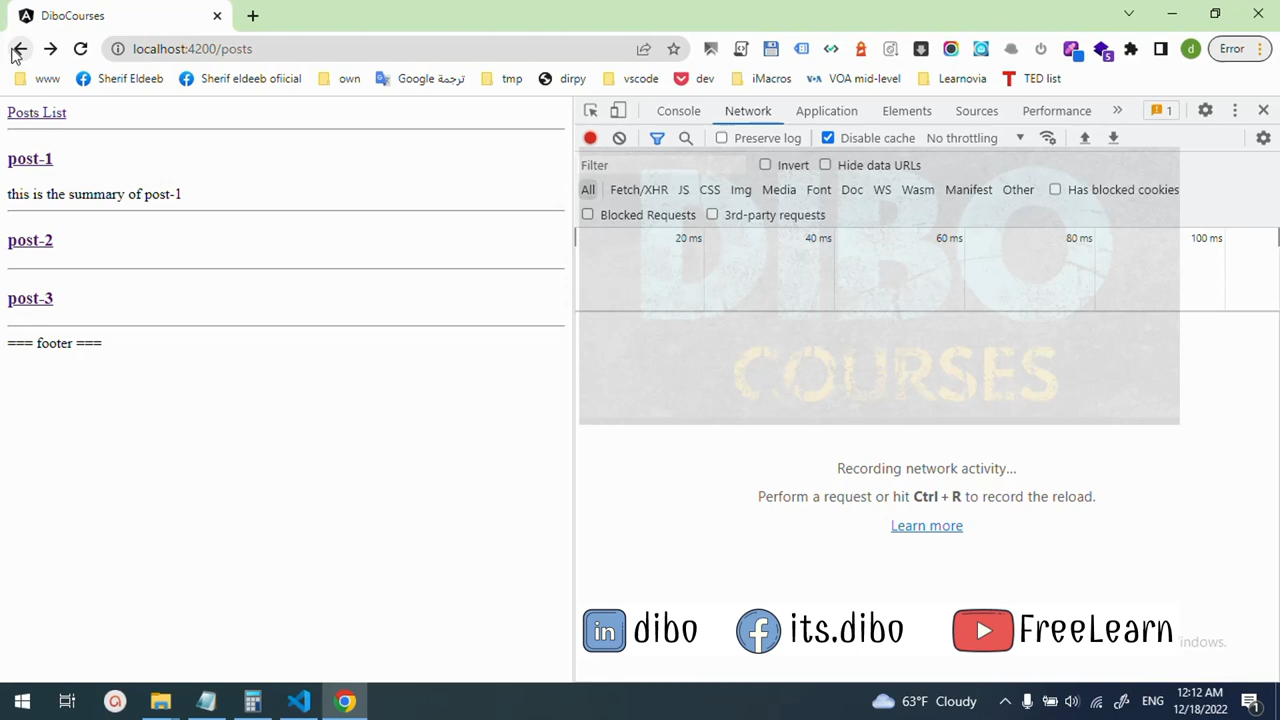 DiboCourses
localhost:4200/posts
Error
www Sherif Eldeeb Sherif eldeeb ofiicial own Google ترجمة tmp dirpy vscode dev iMacros VOA mid-level Learnovia TED list
Posts List
post-1
this is the summary of post-1
post-2
post-3
=== footer ===
Console Network Application Elements Sources Performance » 1
Preserve log Disable cache No throttling
Filter Invert Hide data URLs
All Fetch/XHR JS CSS Img Media Font Doc WS Wasm Manifest Other Has blocked cookies
Blocked Requests 3rd-party requests
20 ms 40 ms 60 ms 80 ms 100 ms
DIBO
COURSES
Recording network activity...
Perform a request or hit Ctrl + R to record the reload.
Learn more
in dibo f its.dibo FreeLearn
indows.
63°F Cloudy ENG 12:12 AM
12/18/2022